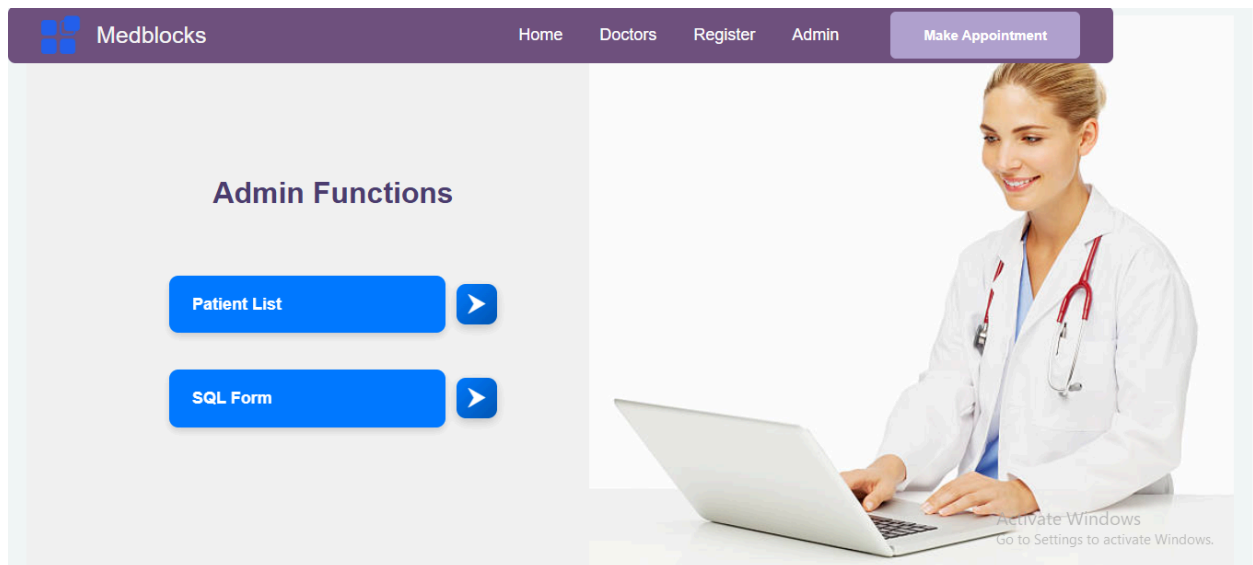 Medblocks
Home
Doctors
Register
Admin
Make Appointment
Admin Functions
Patient List
SQL Form
Activate Windows
Go to Settings to activate Windows.